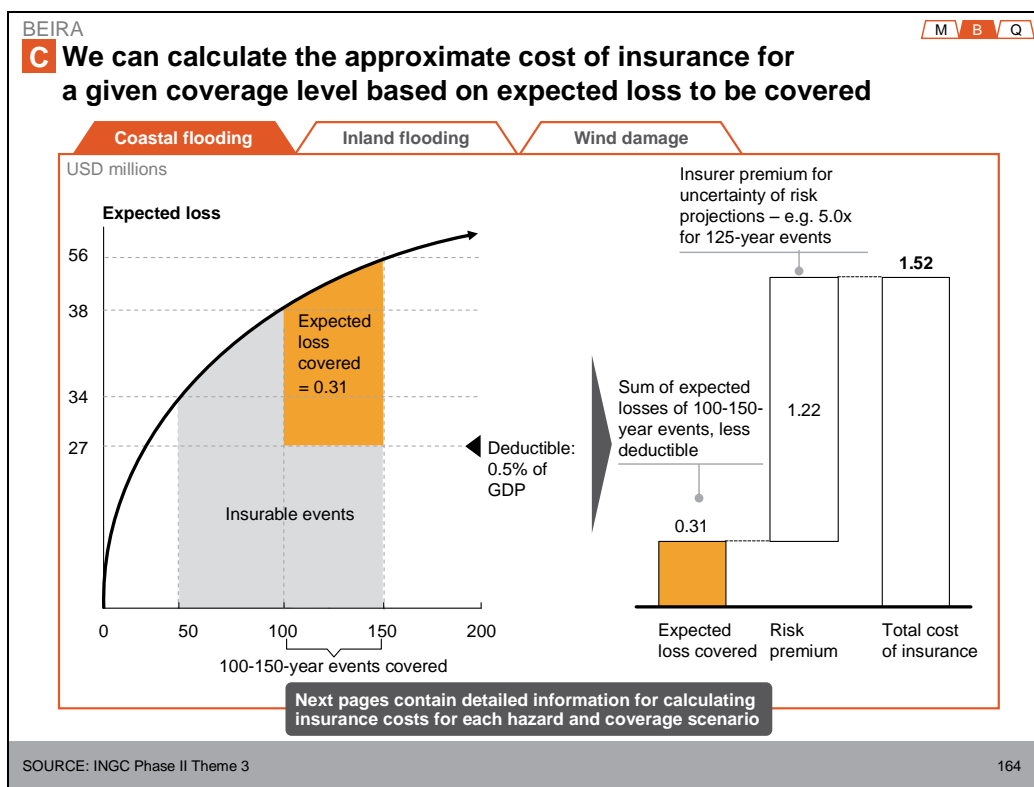 BEIRA
M B Q
C We can calculate the approximate cost of insurance for
a given coverage level based on expected loss to be covered
Coastal flooding
Inland flooding
Wind damage
USD millions
Expected loss
56
38
34
27
Expected
loss
covered
= 0.31
Insurable events
Deductible:
0.5% of
GDP
0
50
100
150
200
100-150-year events covered
Insurer premium for
uncertainty of risk
projections – e.g. 5.0x
for 125-year events
Sum of expected
losses of 100-150-
year events, less
deductible
0.31
1.22
1.52
Expected
loss covered
Risk
premium
Total cost
of insurance
Next pages contain detailed information for calculating
insurance costs for each hazard and coverage scenario
SOURCE: INGC Phase II Theme 3
164